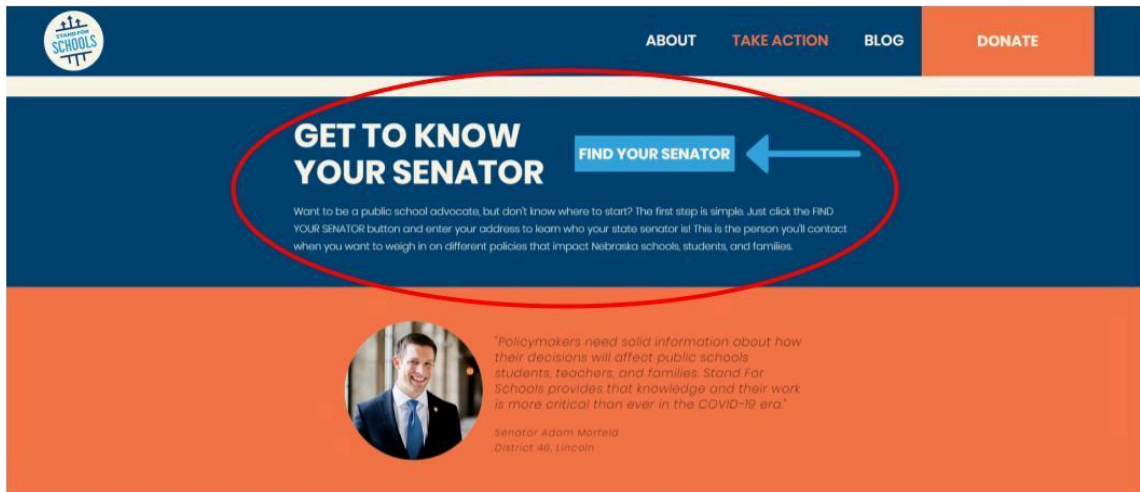 STAND FOR
SCHOOLS
ABOUT
TAKE ACTION
BLOG
DONATE
GET TO KNOW
YOUR SENATOR
FIND YOUR SENATOR
Want to be a public school advocate, but don't know where to start? The first step is simple. Just click the FIND
YOUR SENATOR button and enter your address to learn who your state senator is! This is the person you'll contact
when you want to weigh in on different policies that impact Nebraska schools, students, and families.
"Policymakers need solid information about how
their decisions will affect public schools
students, teachers, and families. Stand For
Schools provides that knowledge and their work
is more critical than ever in the COVID-19 era."
Senator Adam Morfeld
District 46, Lincoln